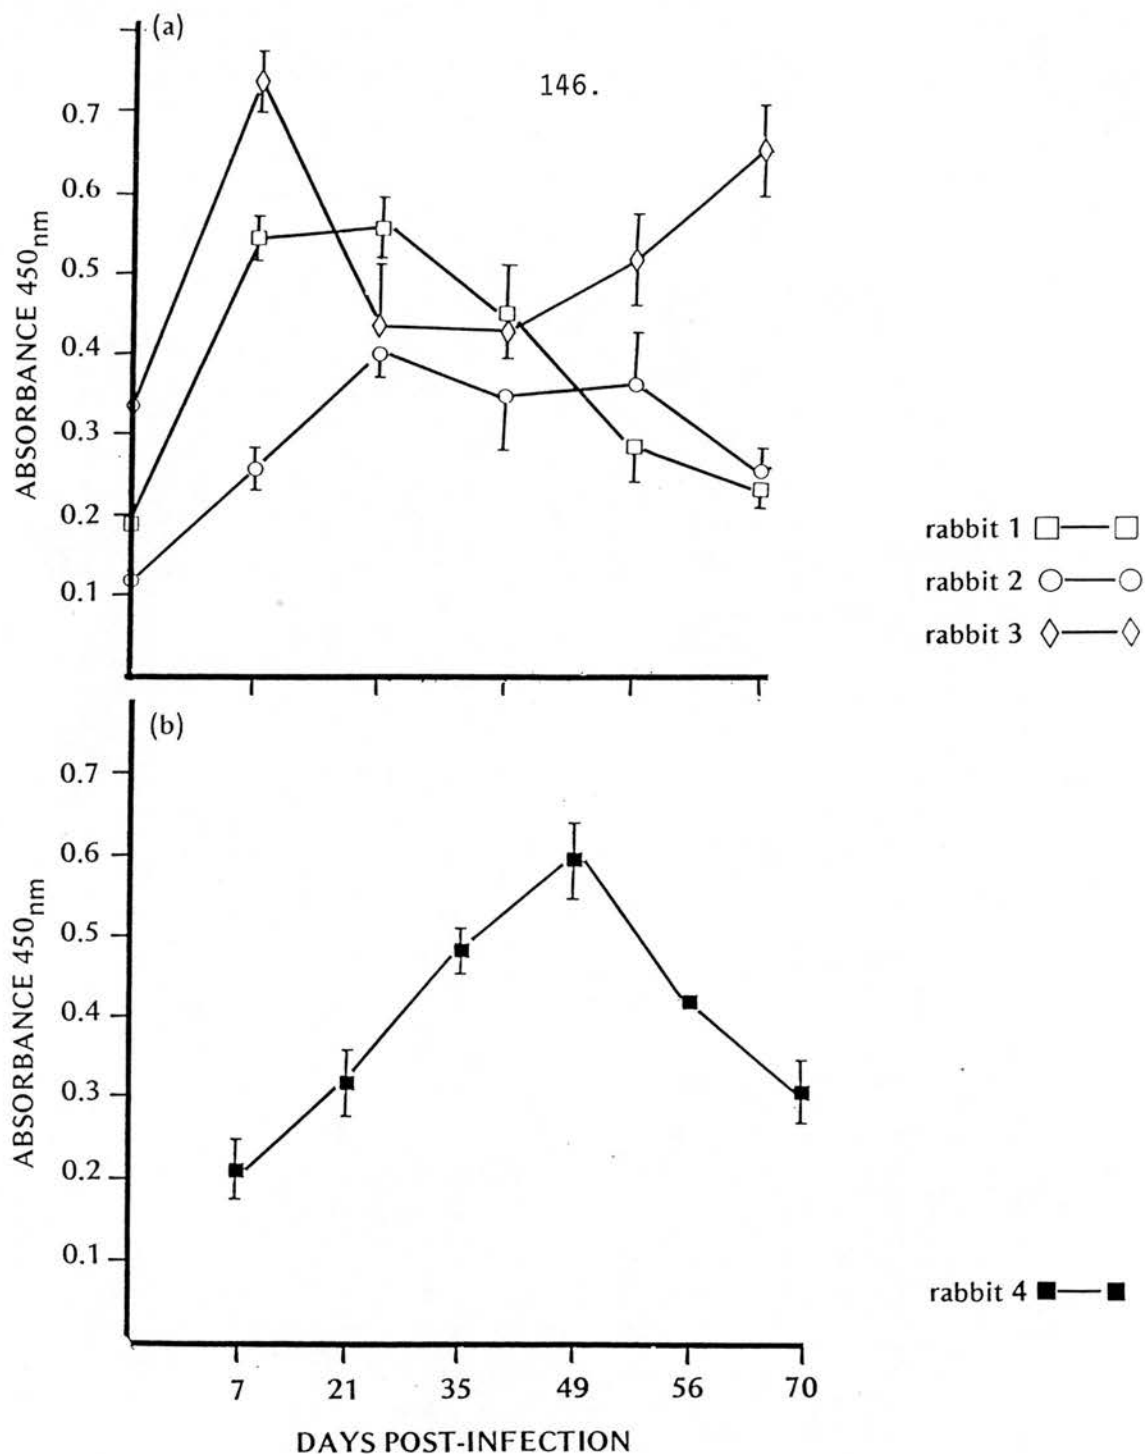 (a)
146.
0.7
0.6
0.5
0.4
0.3
0.2
0.1
ABSORBANCE 450nm
rabbit 1
rabbit 2
rabbit 3
(b)
0.7
0.6
0.5
0.4
0.3
0.2
0.1
ABSORBANCE 450nm
rabbit 4
7 21 35 49 56 70
DAYS POST-INFECTION